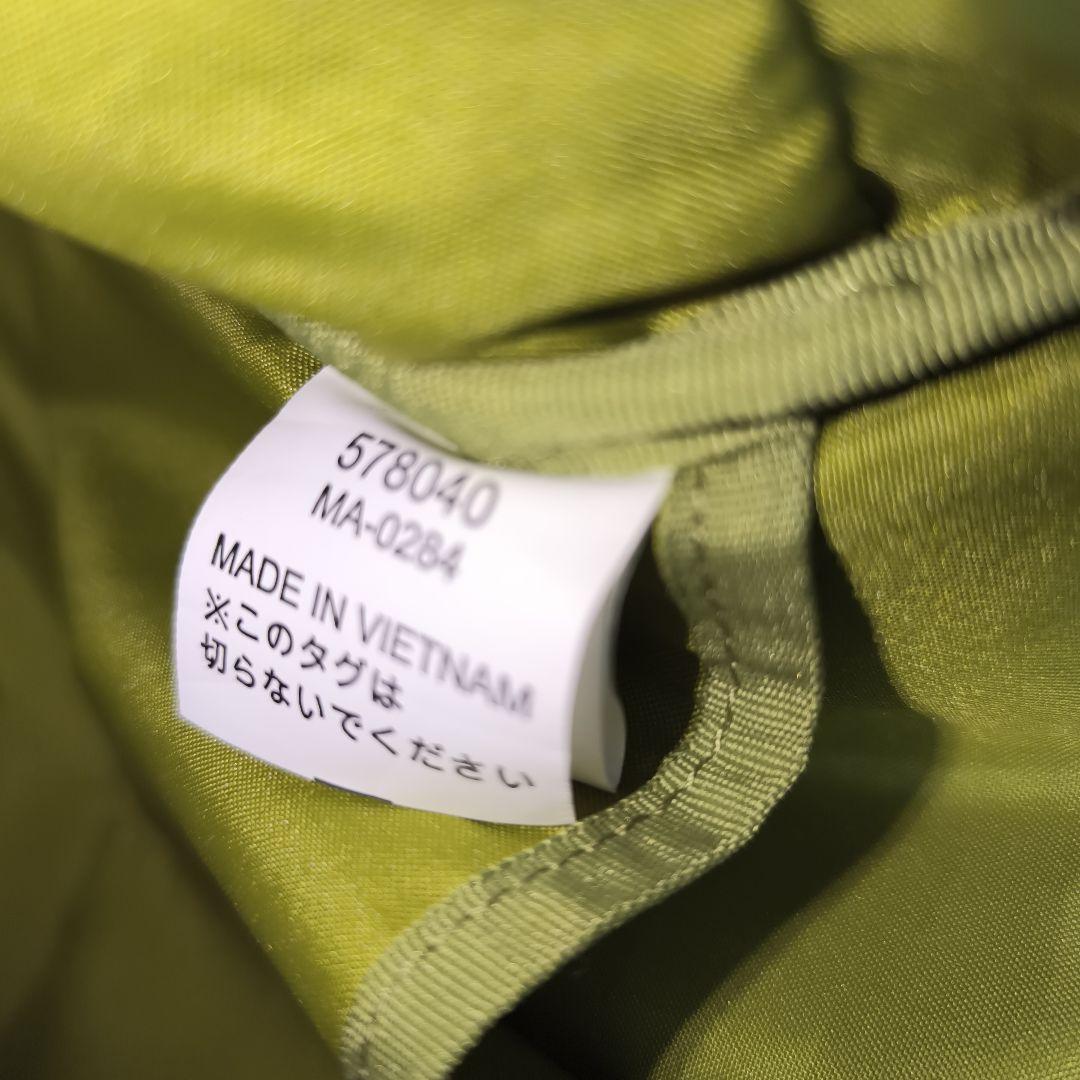 578040
MA-0284
MADE IN VIETNAM
※このタグは
切らないでください